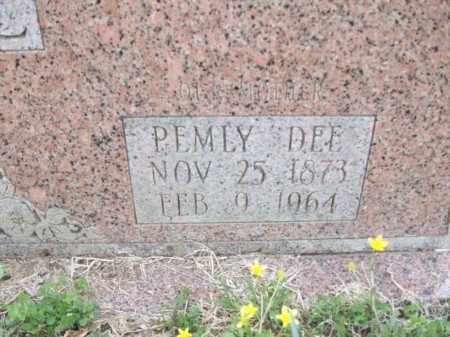 OUR MOTHER
PEMLY DEE
NOV 25 1873
FEB 9 1964